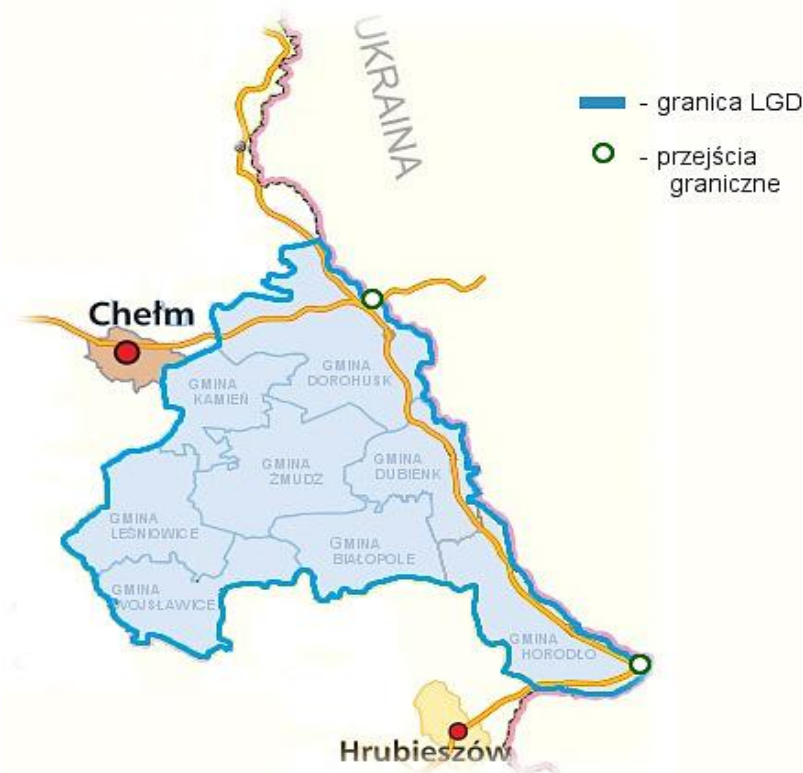 UKRAINA
- granica LGD
- przejścia
graniczne
Chełm
GMINA
DOROHUSK
GMINA
KAMIEŃ
GMINA
ŻMUDŹ
GMINA
DUBIENK
GMINA
LEŚNIOWICE
GMINA
BIAŁOPOLE
GMINA
WOJSŁAWICE
GMINA
HORODŁO
Hrubieszów